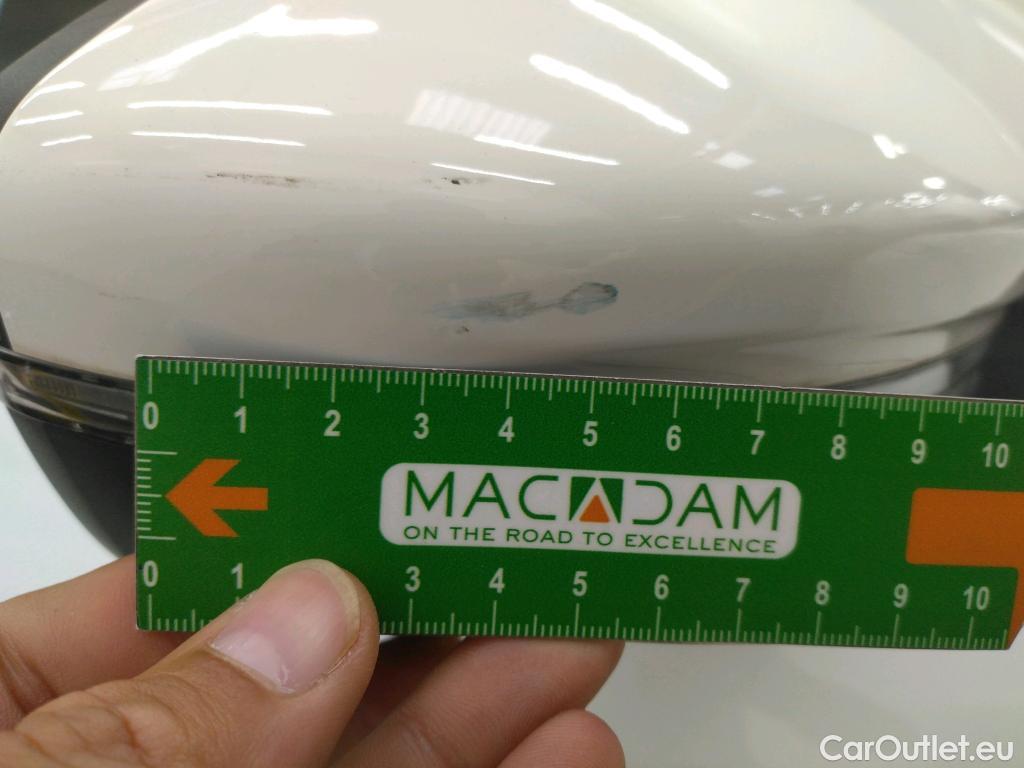 0 1 2 3 4 5 6 7 8 9 10
MACADAM
ON THE ROAD TO EXCELLENCE
0 1 3 4 5 6 7 8 9 10
CarOutlet.eu